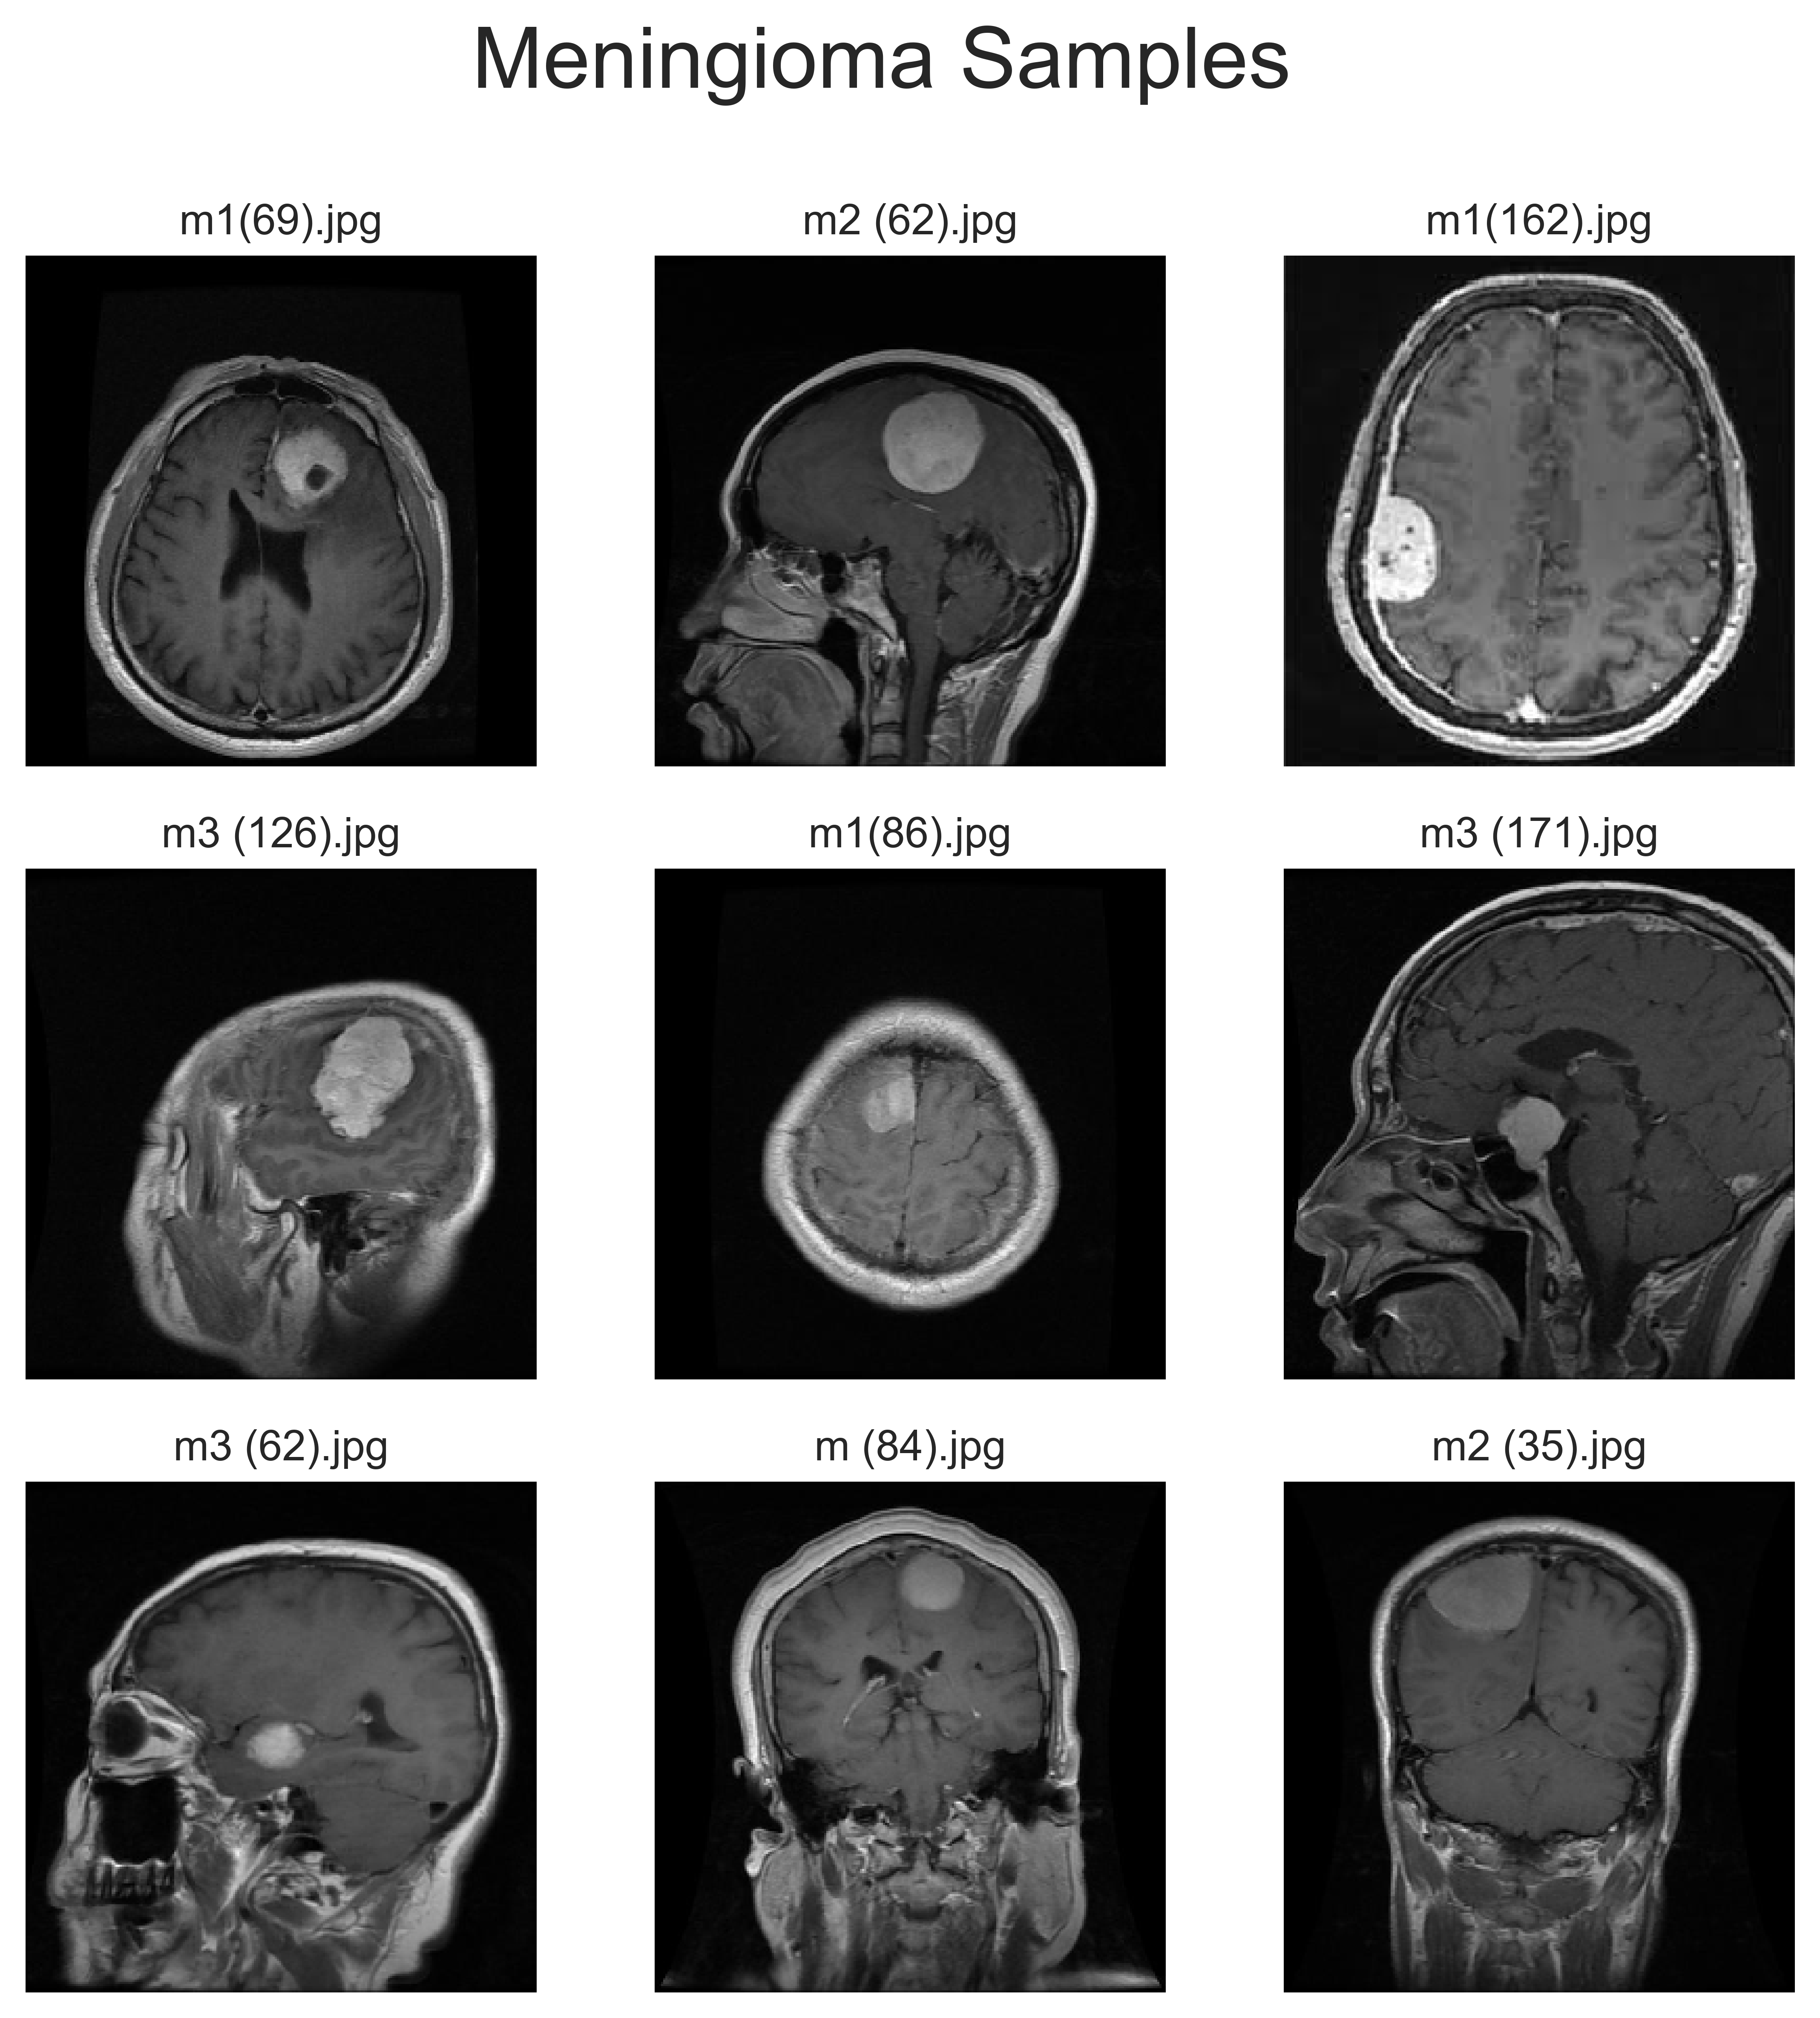 Meningioma Samples
m1(69).jpg
m2 (62).jpg
m1(162).jpg
m3 (126).jpg
m1(86).jpg
m3 (171).jpg
m3 (62).jpg
m (84).jpg
m2 (35).jpg